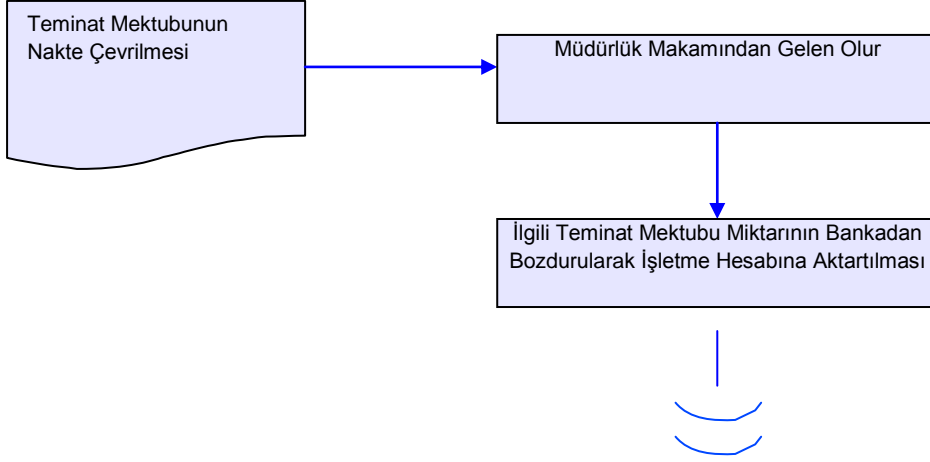 Teminat Mektubunun
Nakte Çevrilmesi
Müdürlük Makamından Gelen Olur
İlgili Teminat Mektubu Miktarının Bankadan
Bozdurularak İşletme Hesabına Aktartılması